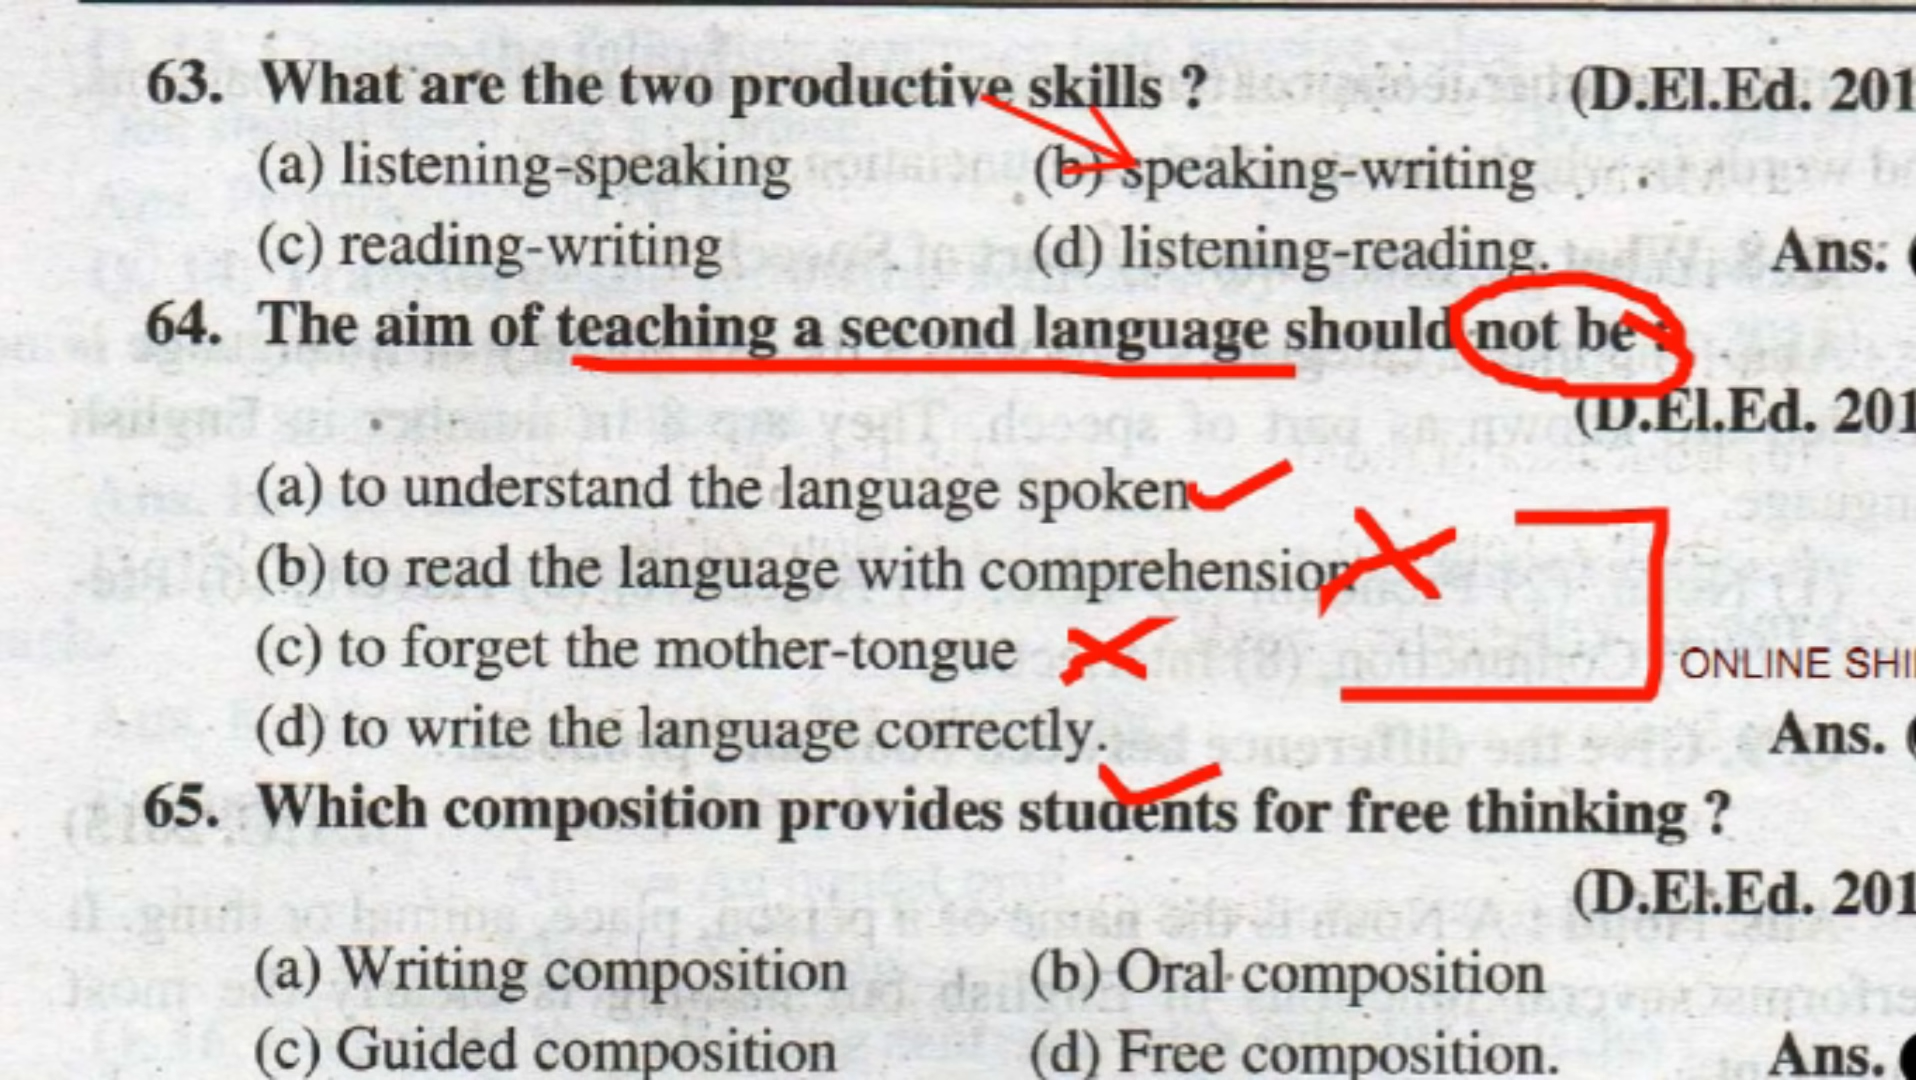 63. What are the two productive skills ? (D.El.Ed. 201
(a) listening-speaking (b) speaking-writing
(c) reading-writing (d) listening-reading. Ans: (
64. The aim of teaching a second language should not be :
(D.El.Ed. 201
(a) to understand the language spoken
(b) to read the language with comprehension
(c) to forget the mother-tongue
ONLINE SHI
(d) to write the language correctly. Ans. (
65. Which composition provides students for free thinking ?
(D.El.Ed. 201
(a) Writing composition (b) Oral composition
(c) Guided composition (d) Free composition. Ans.